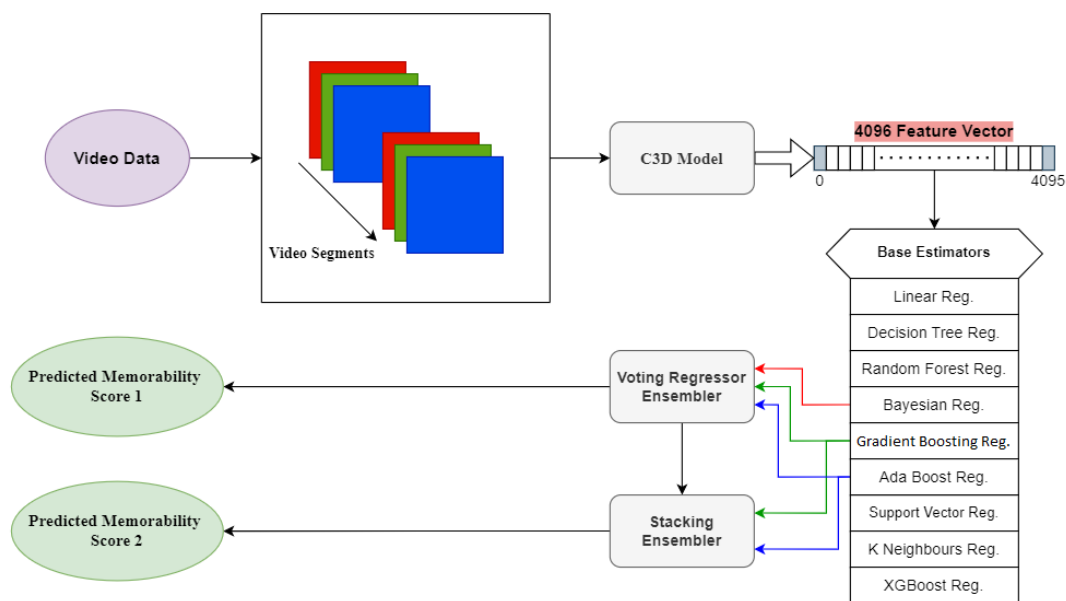 Video Data
Video Segments
C3D Model
4096 Feature Vector
0
4095
Base Estimators
Linear Reg.
Decision Tree Reg.
Random Forest Reg.
Bayesian Reg.
Gradient Boosting Reg.
Ada Boost Reg.
Support Vector Reg.
K Neighbours Reg.
XGBoost Reg.
Voting Regressor
Ensembler
Stacking
Ensembler
Predicted Memorability
Score 1
Predicted Memorability
Score 2